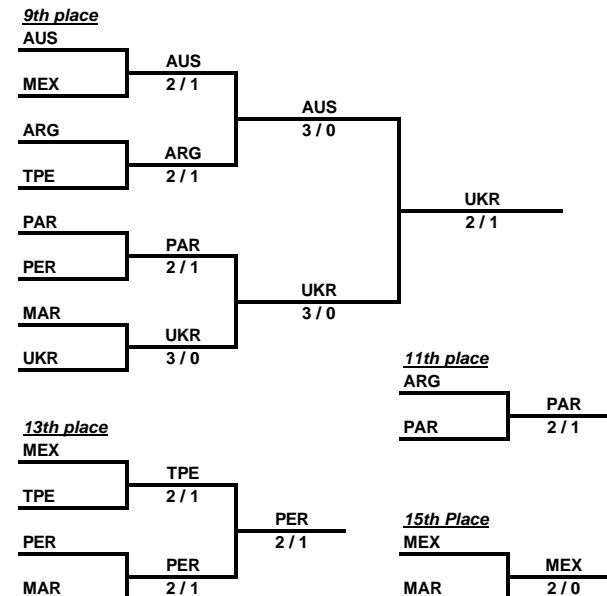 9th place
AUS
AUS
MEX
2 / 1
AUS
ARG
3 / 0
ARG
TPE
2 / 1
UKR
PAR
2 / 1
PAR
PER
2 / 1
UKR
MAR
3 / 0
UKR
UKR
3 / 0
11th place
ARG
PAR
PAR
2 / 1
13th place
MEX
TPE
TPE
2 / 1
PER
PER
2 / 1
PER
MAR
2 / 1
15th Place
MEX
MEX
MAR
2 / 0